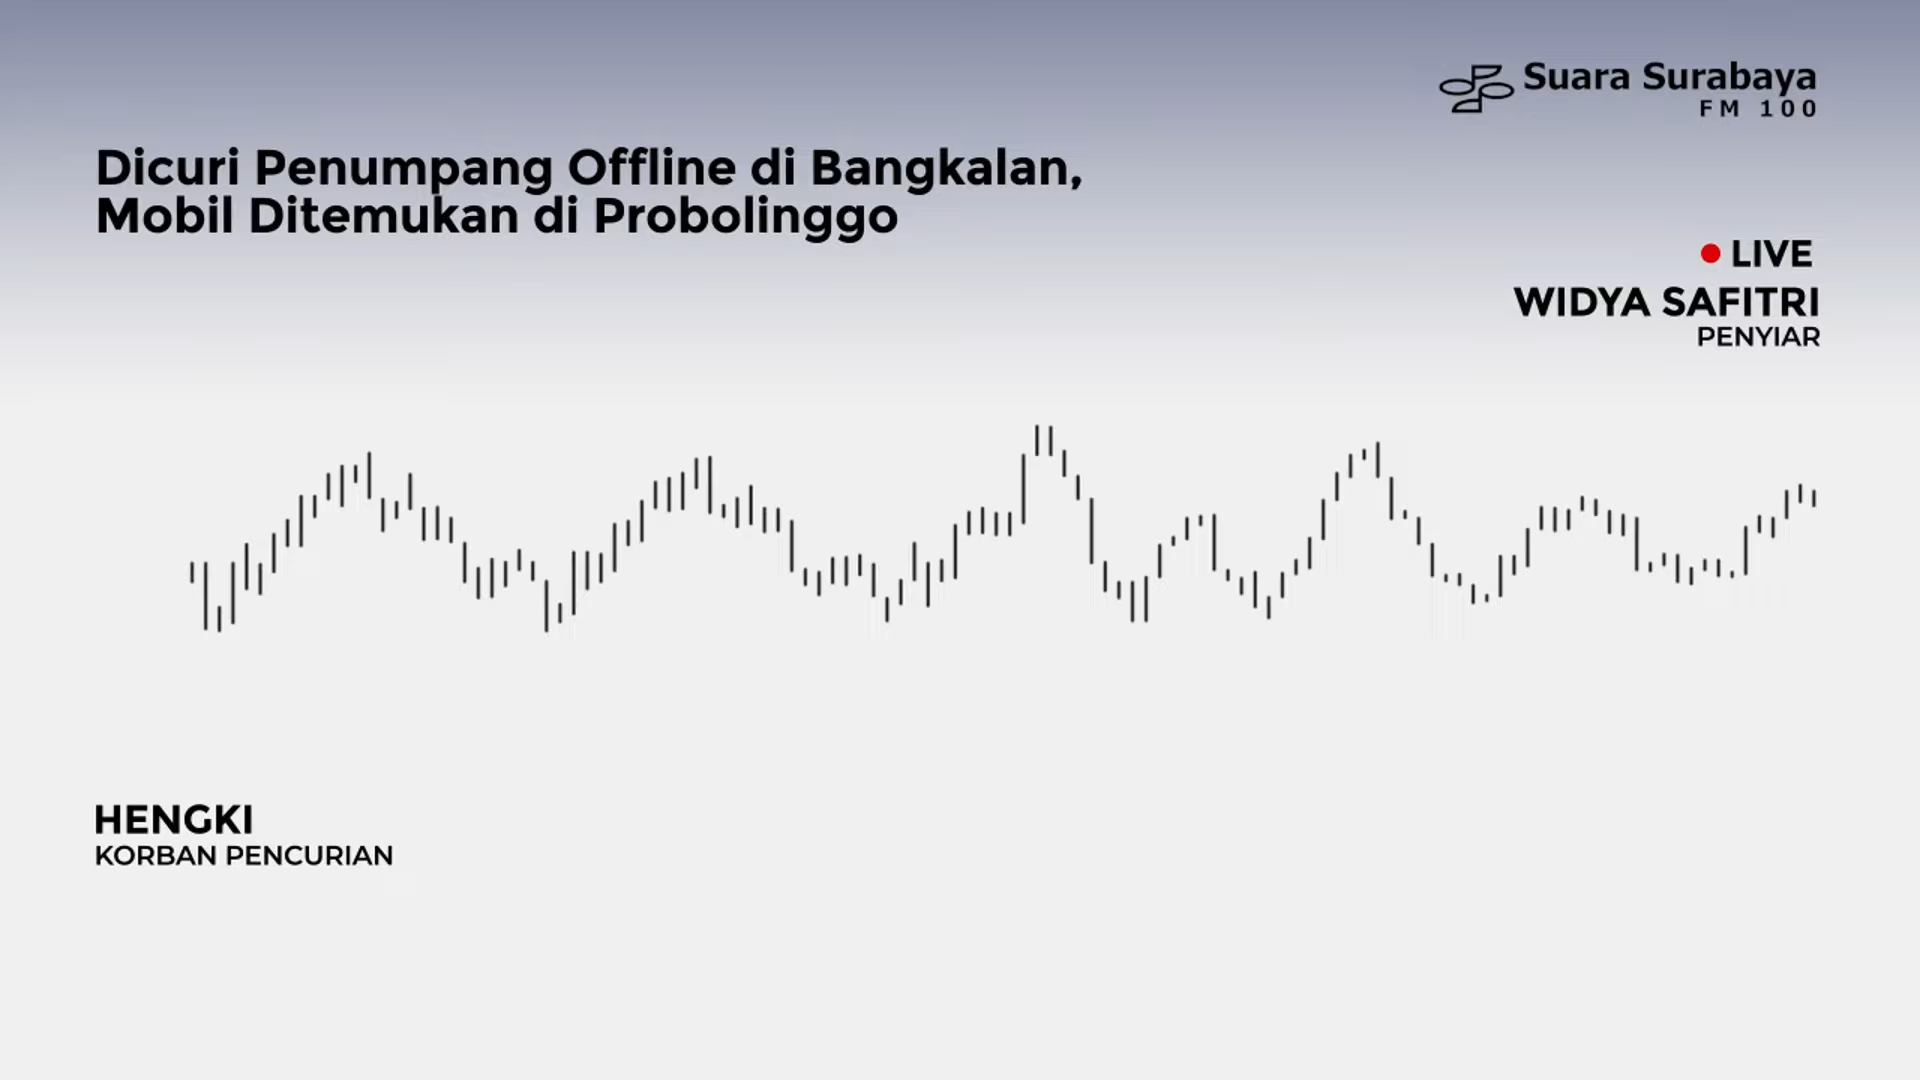 Suara Surabaya
FM 100
Dicuri Penumpang Offline di Bangkalan,
Mobil Ditemukan di Probolinggo
LIVE
WIDYA SAFITRI
PENYIAR
HENGKI
KORBAN PENCURIAN